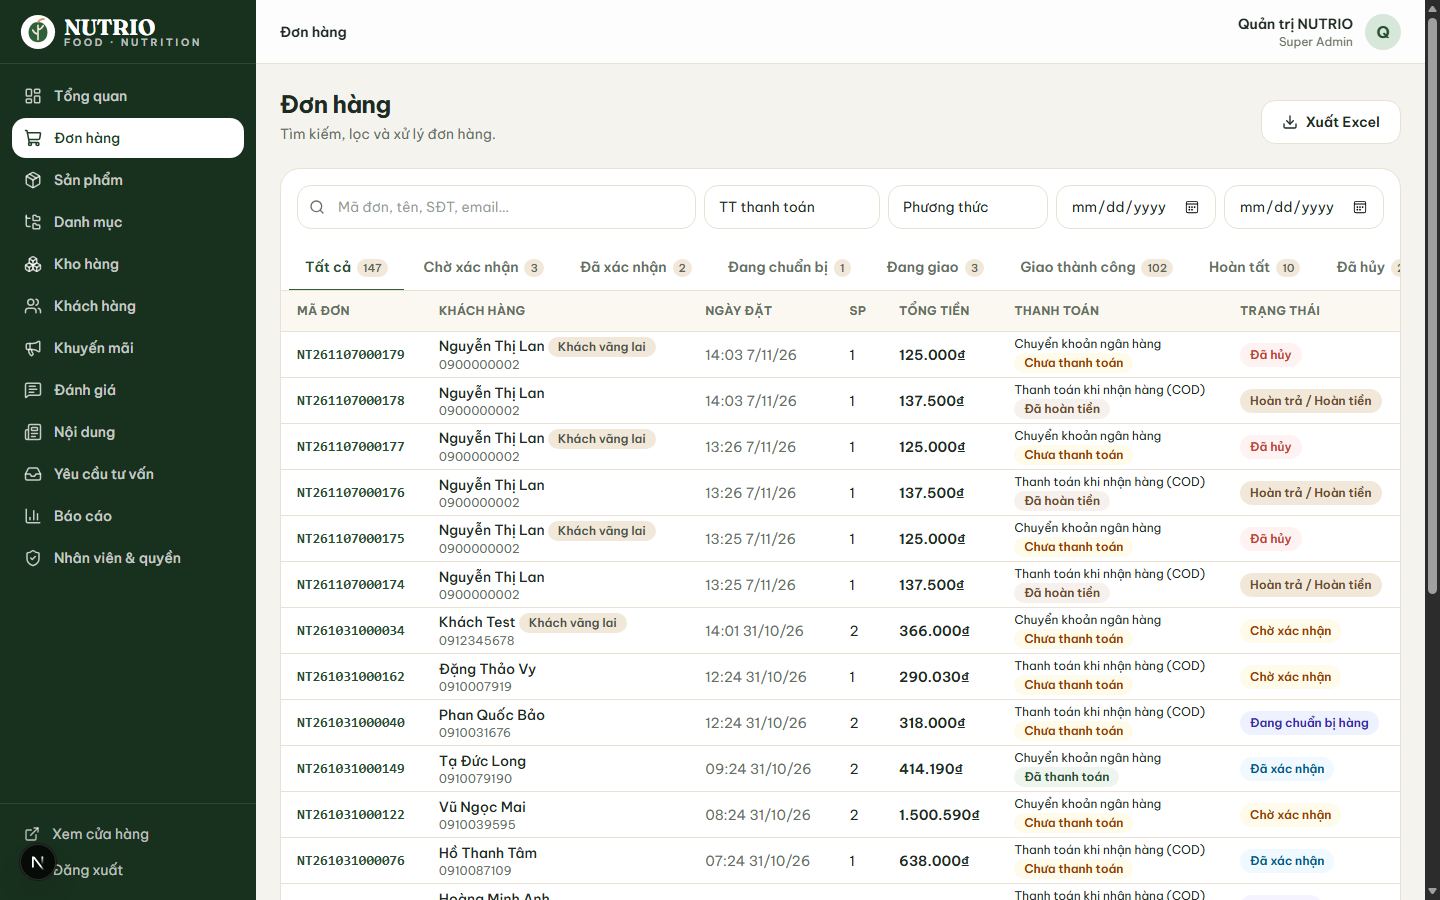 NUTRIO
FOOD · NUTRITION
Tổng quan
Đơn hàng
Sản phẩm
Danh mục
Kho hàng
Khách hàng
Khuyến mãi
Đánh giá
Nội dung
Yêu cầu tư vấn
Báo cáo
Nhân viên & quyền
Xem cửa hàng
N
Đăng xuất
Đơn hàng
Quản trị NUTRIO
Super Admin
Q
Đơn hàng
Tìm kiếm, lọc và xử lý đơn hàng.
Xuất Excel
Mã đơn, tên, SĐT, email...
TT thanh toán
Phương thức
mm/dd/yyyy
mm/dd/yyyy
Tất cả 147 Chờ xác nhận 3 Đã xác nhận 2 Đang chuẩn bị 1 Đang giao 3 Giao thành công 102 Hoàn tất 10 Đã hủy
MÃ ĐƠN KHÁCH HÀNG NGÀY ĐẶT SP TỔNG TIỀN THANH TOÁN TRẠNG THÁI
NT261107000179 Nguyễn Thị Lan Khách vãng lai 0900000002 14:03 7/11/26 1 125.000₫ Chuyển khoản ngân hàng Chưa thanh toán Đã hủy
NT261107000178 Nguyễn Thị Lan 0900000002 14:03 7/11/26 1 137.500₫ Thanh toán khi nhận hàng (COD) Đã hoàn tiền Hoàn trả / Hoàn tiền
NT261107000177 Nguyễn Thị Lan Khách vãng lai 0900000002 13:26 7/11/26 1 125.000₫ Chuyển khoản ngân hàng Chưa thanh toán Đã hủy
NT261107000176 Nguyễn Thị Lan 0900000002 13:26 7/11/26 1 137.500₫ Thanh toán khi nhận hàng (COD) Đã hoàn tiền Hoàn trả / Hoàn tiền
NT261107000175 Nguyễn Thị Lan Khách vãng lai 0900000002 13:25 7/11/26 1 125.000₫ Chuyển khoản ngân hàng Chưa thanh toán Đã hủy
NT261107000174 Nguyễn Thị Lan 0900000002 13:25 7/11/26 1 137.500₫ Thanh toán khi nhận hàng (COD) Đã hoàn tiền Hoàn trả / Hoàn tiền
NT261031000034 Khách Test Khách vãng lai 0912345678 14:01 31/10/26 2 366.000₫ Chuyển khoản ngân hàng Chưa thanh toán Chờ xác nhận
NT261031000162 Đặng Thảo Vy 0910007919 12:24 31/10/26 1 290.030₫ Thanh toán khi nhận hàng (COD) Chưa thanh toán Chờ xác nhận
NT261031000040 Phan Quốc Bảo 0910031676 12:24 31/10/26 2 318.000₫ Thanh toán khi nhận hàng (COD) Chưa thanh toán Đang chuẩn bị hàng
NT261031000149 Tạ Đức Long 0910079190 09:24 31/10/26 2 414.190₫ Chuyển khoản ngân hàng Đã thanh toán Đã xác nhận
NT261031000122 Vũ Ngọc Mai 0910039595 08:24 31/10/26 2 1.500.590₫ Chuyển khoản ngân hàng Chưa thanh toán Chờ xác nhận
NT261031000076 Hồ Thanh Tâm 0910087109 07:24 31/10/26 1 638.000₫ Thanh toán khi nhận hàng (COD) Chưa thanh toán Đã xác nhận
Hoàng Minh Anh Thanh toán khi nhận hàng (COD)